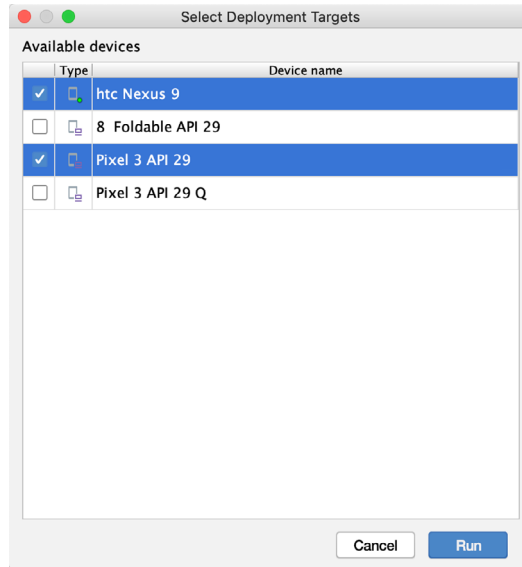 Select Deployment Targets
Available devices
Type Device name
htc Nexus 9
8 Foldable API 29
Pixel 3 API 29
Pixel 3 API 29 Q
Cancel Run